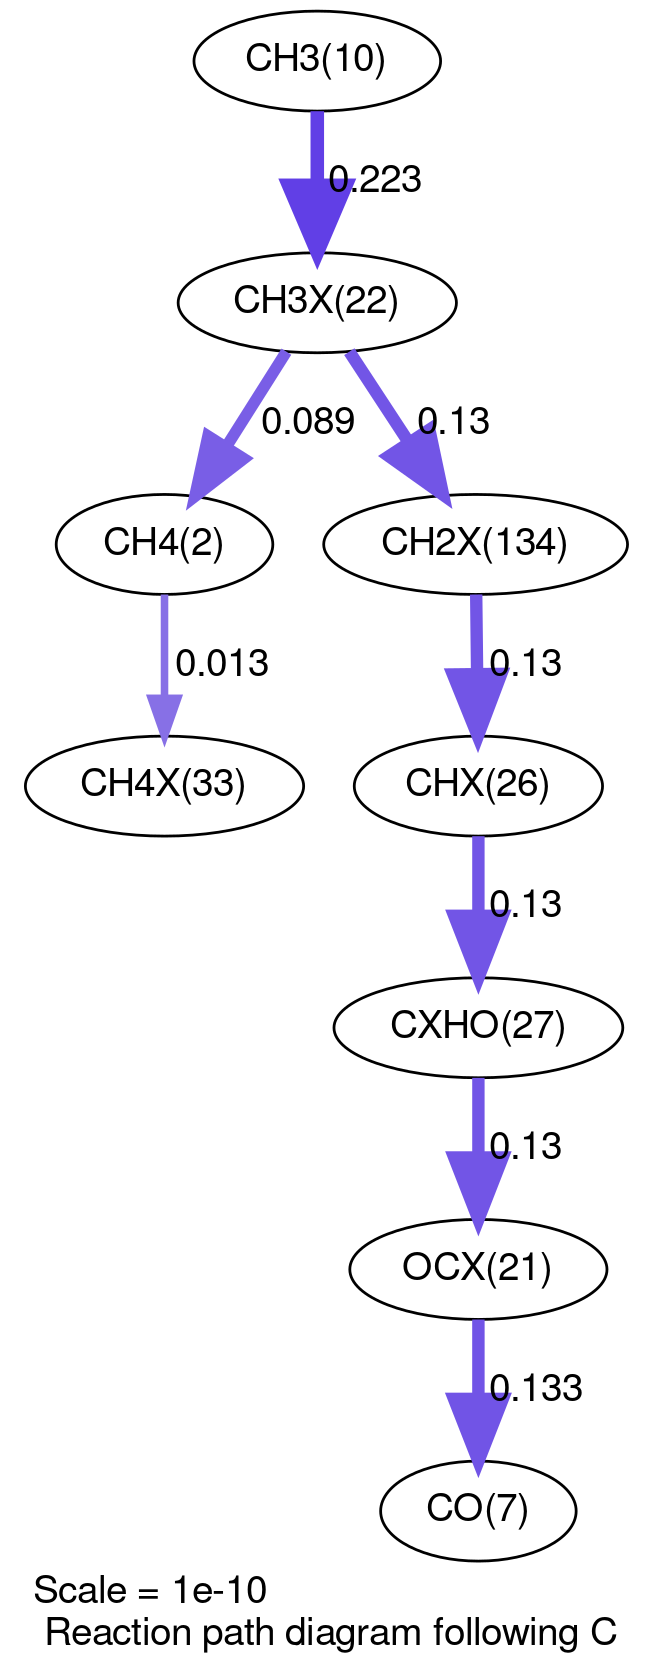 CH3(10)
0.223
CH3X(22)
0.089
0.13
CH4(2)
CH2X(134)
0.013
0.13
CH4X(33)
CHX(26)
0.13
CXHO(27)
0.13
OCX(21)
0.133
CO(7)
Scale = 1e-10
Reaction path diagram following C